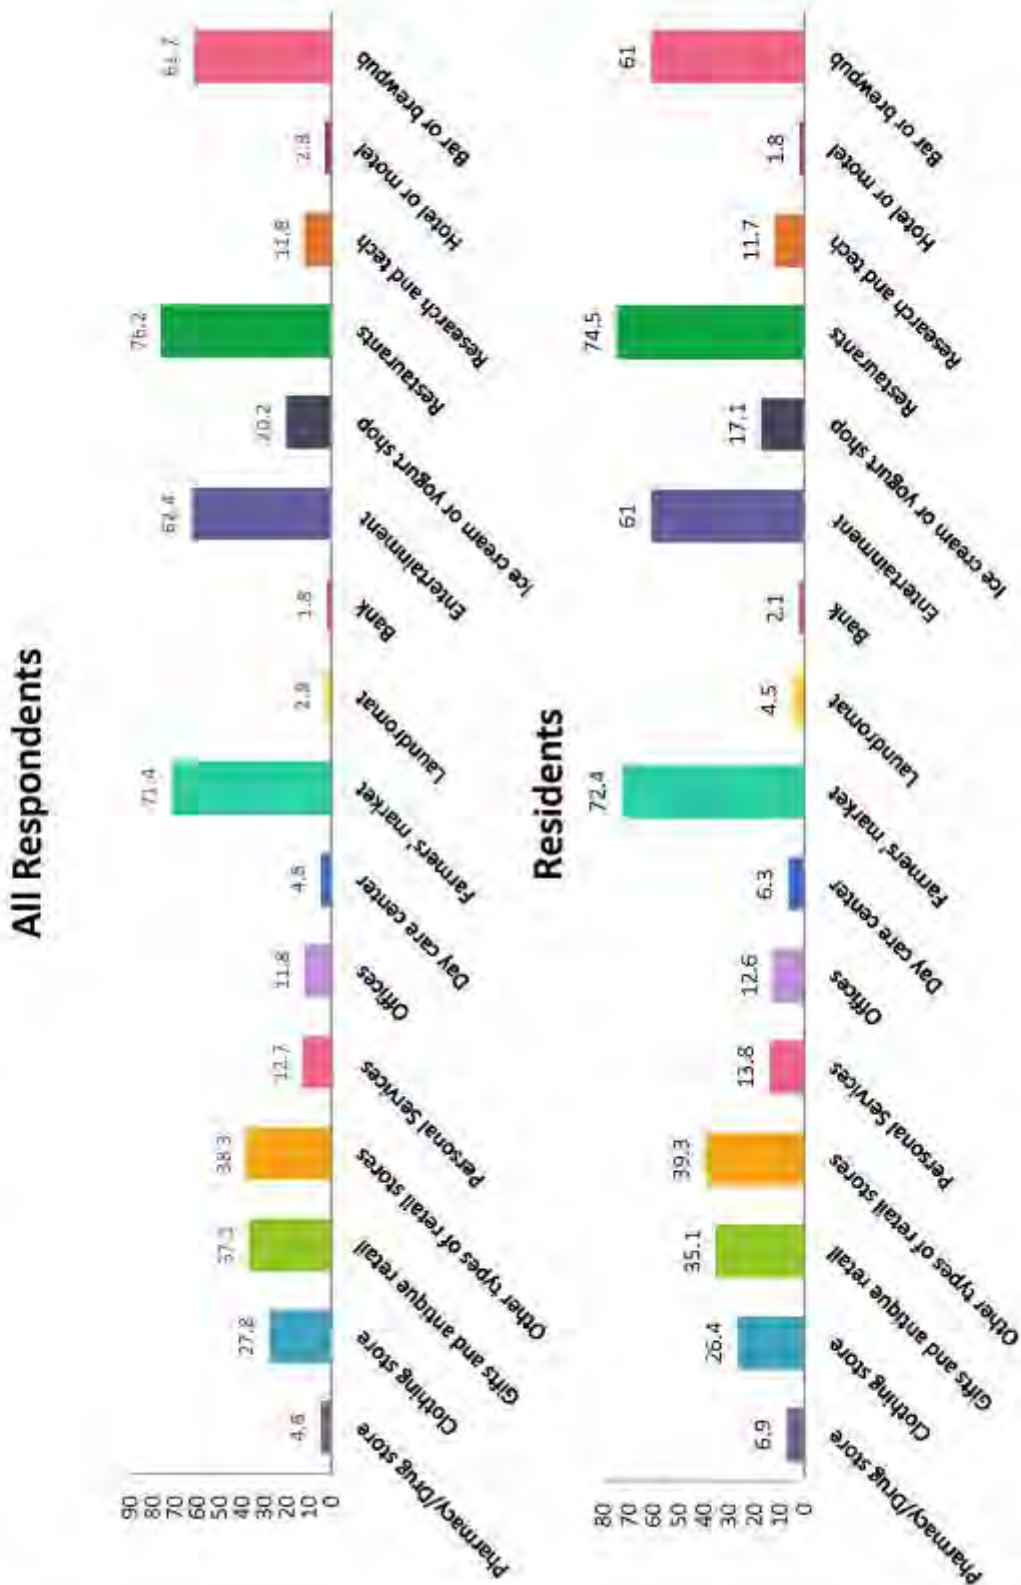 All Respondents
90
80
70
60
50
40
30
20
10
0
27.8
38.3
12.7
11.8
71.4
2.9
1.8
62.4
20.2
76.2
11.8
61.7
Pharmacy/Drug store
Clothing store
Gifts and antique retail
Other types of retail stores
Personal Services
Offices
Day care center
Farmers' market
Laundromat
Bank
Entertainment
Ice cream or yogurt shop
Restaurants
Research and tech
Hotel or motel
Bar or brewpub
Residents
80
70
60
50
40
30
20
10
0
6.9
26.4
35.1
39.3
13.8
12.6
6.3
72.4
4.5
2.1
61
17.1
74.5
11.7
1.8
61
Pharmacy/Drug store
Clothing store
Gifts and antique retail
Other types of retail stores
Personal Services
Offices
Day care center
Farmers' market
Laundromat
Bank
Entertainment
Ice cream or yogurt shop
Restaurants
Research and tech
Hotel or motel
Bar or brewpub